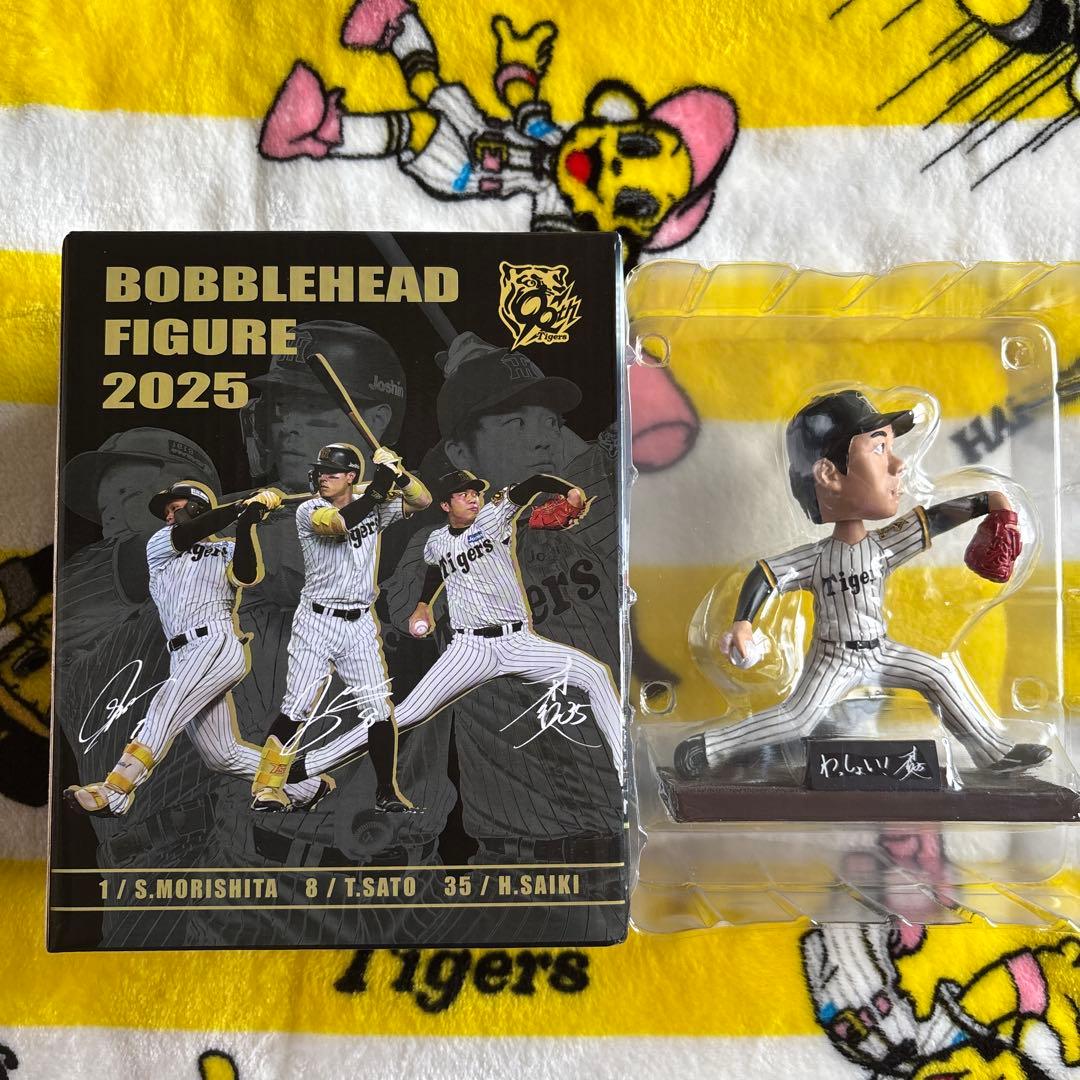 BOBBLEHEAD
FIGURE
2025
90th
Tigers
Joshin
Tigers
Tigers
Tigers
Tigers
わっしょい!
1 / S.MORISHITA 8 / T.SATO 35 / H.SAIKI
Tigers